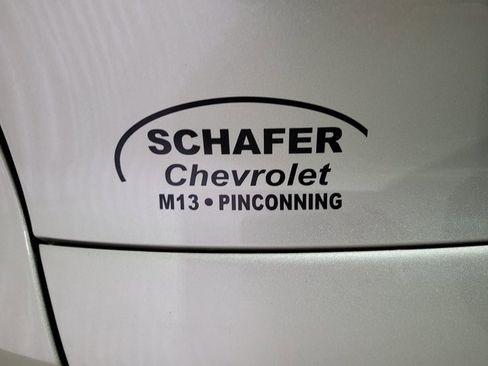 SCHAFER
Chevrolet
M13 • PINCONNING